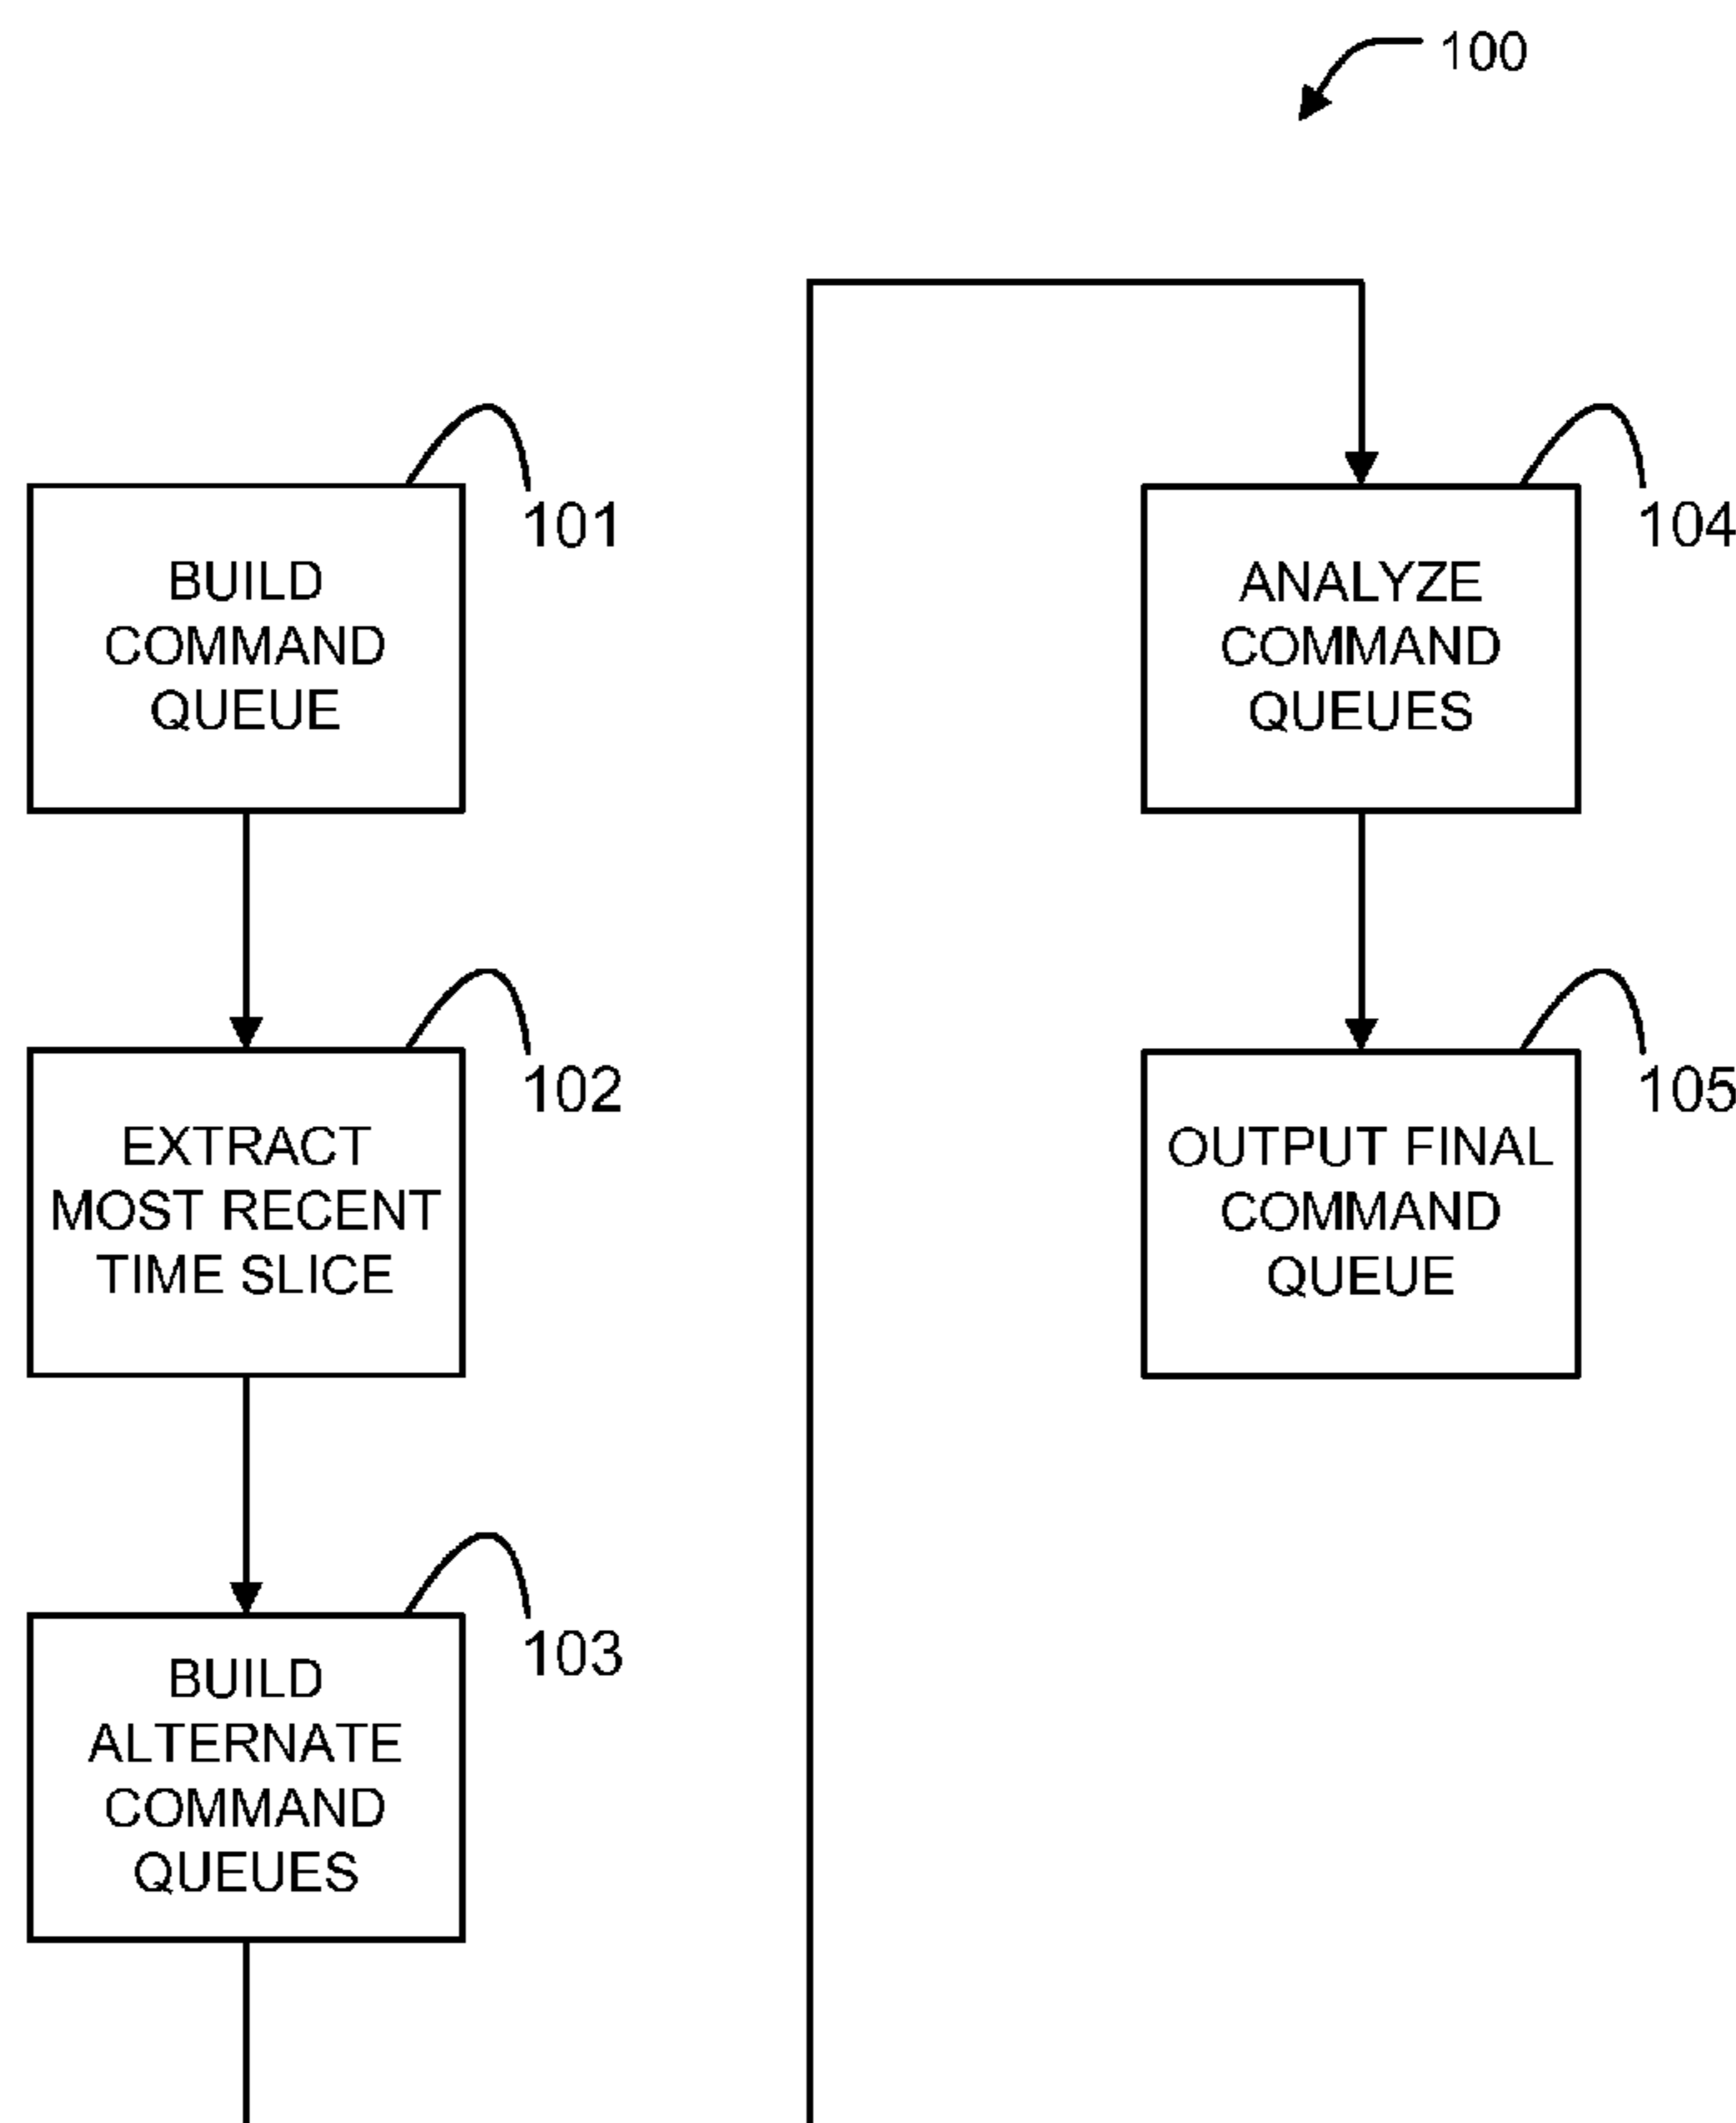 100
101
BUILD
COMMAND
QUEUE
102
EXTRACT
MOST RECENT
TIME SLICE
103
BUILD
ALTERNATE
COMMAND
QUEUES
104
ANALYZE
COMMAND
QUEUES
105
OUTPUT FINAL
COMMAND
QUEUE